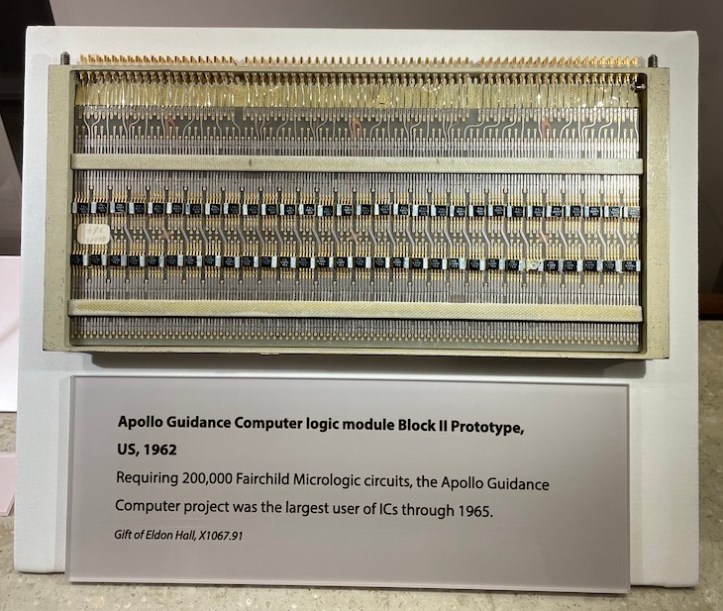 Apollo Guidance Computer logic module Block II Prototype,
US, 1962
Requiring 200,000 Fairchild Micrologic circuits, the Apollo Guidance
Computer project was the largest user of ICs through 1965.
Gift of Eldon Hall, X1067.91